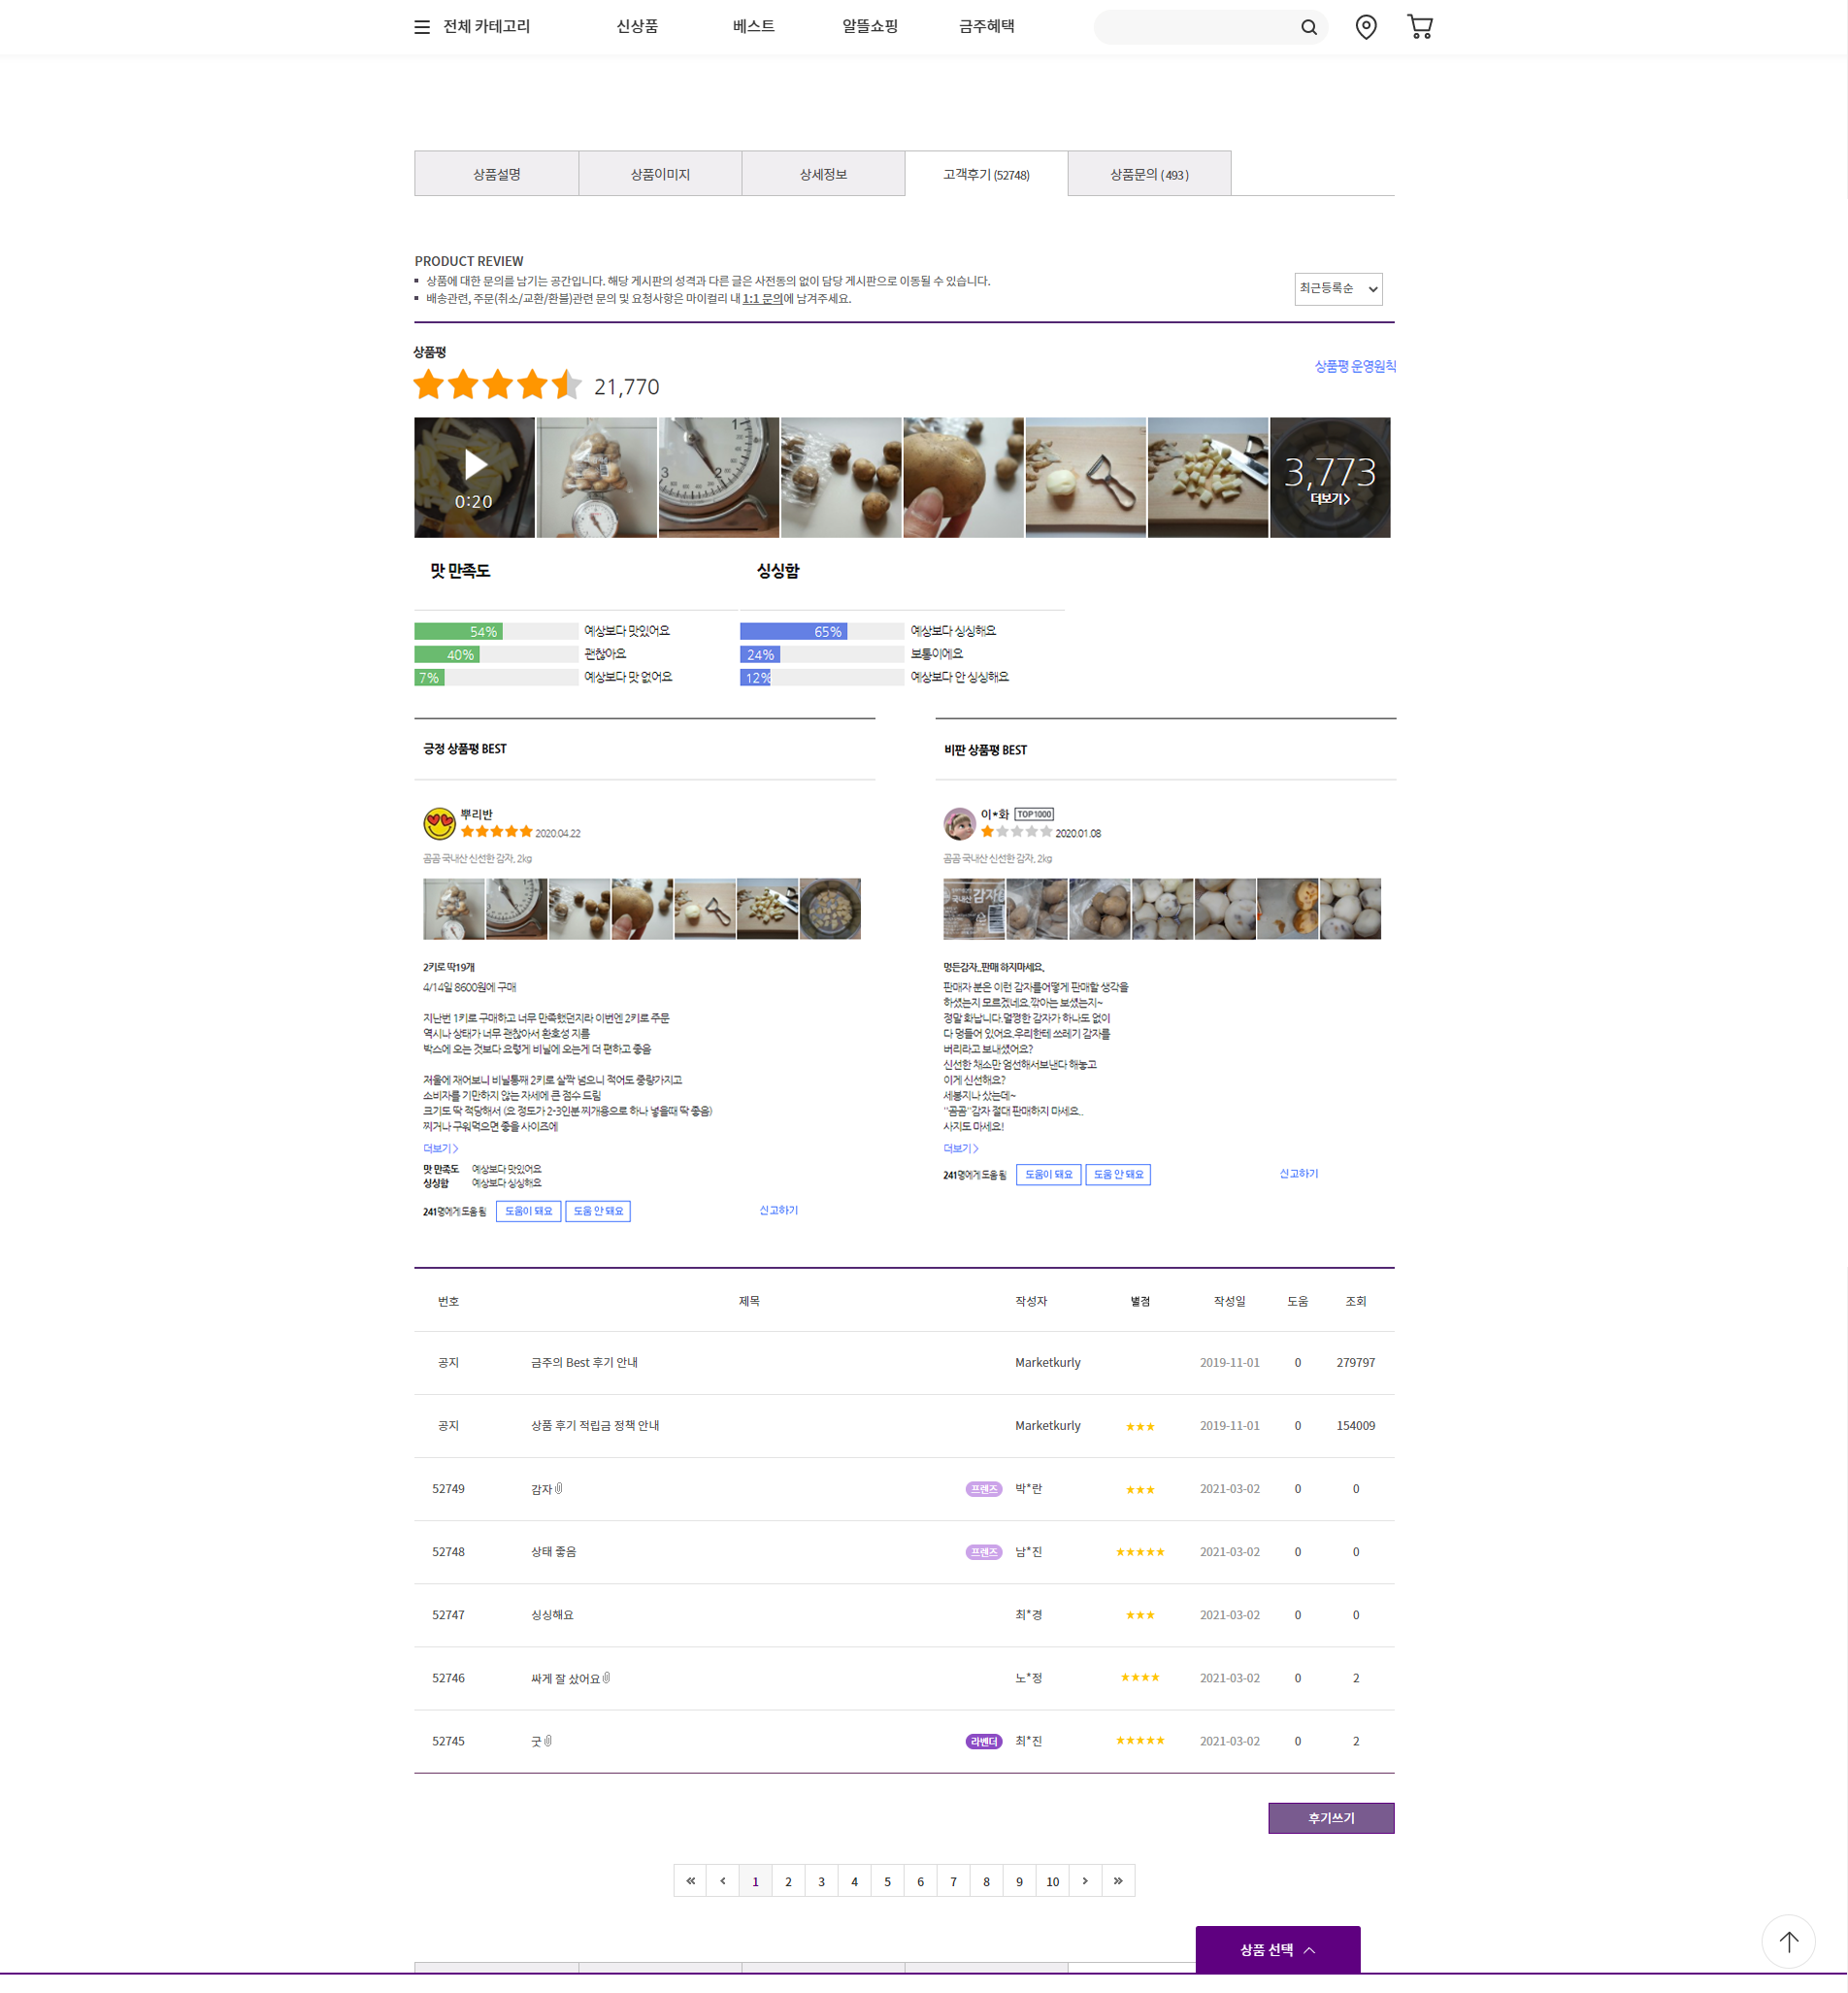 전체 카테고리
신상품
베스트
알뜰쇼핑
금주혜택
상품설명
상품이미지
상세정보
고객후기 (52748)
상품문의 (493)
PRODUCT REVIEW
상품에 대한 문의를 남기는 공간입니다. 해당 게시판의 성격과 다른 글은 사전동의 없이 담당 게시판으로 이동될 수 있습니다.
배송관련, 주문(취소/교환/환불)관련 문의 및 요청사항은 마이컬리 내 1:1 문의에 남겨주세요.
최근등록순
상품평
21,770
상품평 운영원칙
0:20
3,773
더보기 >
맛 만족도
54% 예상보다 맛있어요
40% 괜찮아요
7% 예상보다 맛 없어요
싱싱함
65% 예상보다 싱싱해요
24% 보통이에요
12% 예상보다 안 싱싱해요
긍정 상품평 BEST
뿌리반
2020.04.22
곰곰 국내산 신선한 감자, 2kg
2키로 딱19개
4/14일 8600원에 구매
지난번 1키로 구매하고 너무 만족했던지라 이번엔 2키로 주문
역시나 상태가 너무 괜찮아서 환호성 지름
박스에 오는 것보다 요렇게 비닐에 오는게 더 편하고 좋음
저울에 재어보니 비닐통째 2키로 살짝 넘으니 적어도 중량가지고
소비자를 기만하지 않는 자세에 큰 점수 드림
크기도 딱 적당해서 (요 정도가 2-3인분 찌개용으로 하나 넣을때 딱 좋음)
찌거나 구워먹으면 좋을 사이즈에
더보기 >
맛 만족도 예상보다 맛있어요
싱싱함 예상보다 싱싱해요
241명에게 도움 됨
도움이 돼요
도움 안 돼요
신고하기
비판 상품평 BEST
이*화 TOP1000
2020.01.08
곰곰 국내산 신선한 감자, 2kg
국내산 감자
멍든감자..판매 하지마세요.
판매자 분은 이런 감자를어떻게 판매할 생각을
하셨는지 모르겠네요.깎아는 보셨는지~
정말 화납니다.멀쩡한 감자가 하나도 없이
다 멍들어 있어요.우리한테 쓰레기 감자를
버리라고 보내셨어요?
신선한 채소만 엄선해서보낸다 해놓고
이게 신선해요?
세봉지나 샀는데~
"곰곰"감자 절대 판매하지 마세요..
사지도 마세요!
더보기 >
241명에게 도움 됨
도움이 돼요
도움 안 돼요
신고하기
번호 제목 작성자 별점 작성일 도움 조회
공지 금주의 Best 후기 안내 Marketkurly 2019-11-01 0 279797
공지 상품 후기 적립금 정책 안내 Marketkurly ★★★ 2019-11-01 0 154009
52749 감자 프렌즈 박*란 ★★★ 2021-03-02 0 0
52748 상태 좋음 프렌즈 남*진 ★★★★★ 2021-03-02 0 0
52747 싱싱해요 최*경 ★★★ 2021-03-02 0 0
52746 싸게 잘 샀어요 노*정 ★★★★ 2021-03-02 0 2
52745 굿 라벤더 최*진 ★★★★★ 2021-03-02 0 2
후기쓰기
1 2 3 4 5 6 7 8 9 10
상품 선택